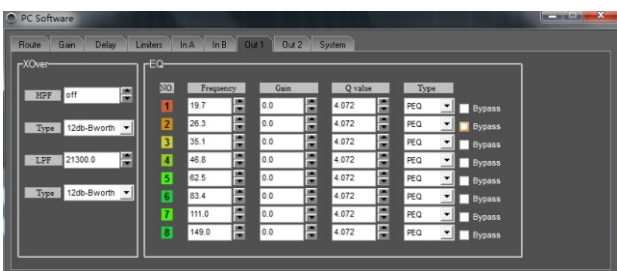 PC Software
Route Gain Delay Limiters In A In B Out 1 Out 2 System
XOver
HPF off
Type 12db-Bworth
LPF 21300.0
Type 12db-Bworth
EQ
NO. Frequency Gain Q value Type
1 19.7 0.0 4.072 PEQ Bypass
2 26.3 0.0 4.072 PEQ Bypass
3 35.1 0.0 4.072 PEQ Bypass
4 46.8 0.0 4.072 PEQ Bypass
5 62.5 0.0 4.072 PEQ Bypass
6 83.4 0.0 4.072 PEQ Bypass
7 111.0 0.0 4.072 PEQ Bypass
8 149.0 0.0 4.072 PEQ Bypass